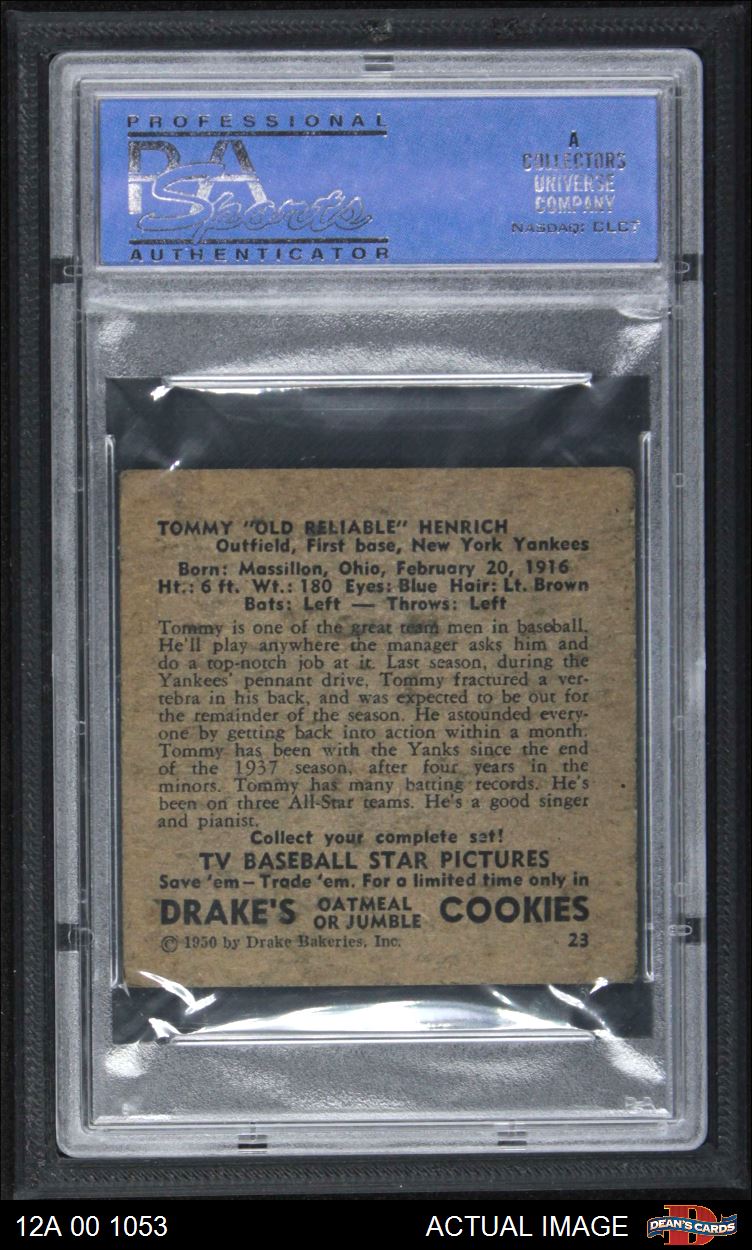 PROFESSIONAL
PSA
Sports
AUTHENTICATOR
A
COLLECTORS
UNIVERSE
COMPANY
NASDAQ: CLCT
TOMMY "OLD RELIABLE" HENRICH
Outfield, First base, New York Yankees
Born: Massillon, Ohio, February 20, 1916
Ht.: 6 ft. Wt.: 180 Eyes: Blue Hair: Lt. Brown
Bats: Left — Throws: Left
Tommy is one of the great team men in baseball.
He'll play anywhere the manager asks him and
do a top-notch job at it. Last season, during the
Yankees' pennant drive, Tommy fractured a ver-
tebra in his back, and was expected to be out for
the remainder of the season. He astounded every-
one by getting back into action within a month.
Tommy has been with the Yanks since the end
of the 1937 season, after four years in the
minors. Tommy has many batting records. He's
been on three All-Star teams. He's a good singer
and pianist.
Collect your complete set!
TV BASEBALL STAR PICTURES
Save 'em—Trade 'em. For a limited time only in
DRAKE'S OATMEAL OR JUMBLE COOKIES
© 1950 by Drake Bakeries, Inc. 23
12A 00 1053 ACTUAL IMAGE DEAN'S CARDS